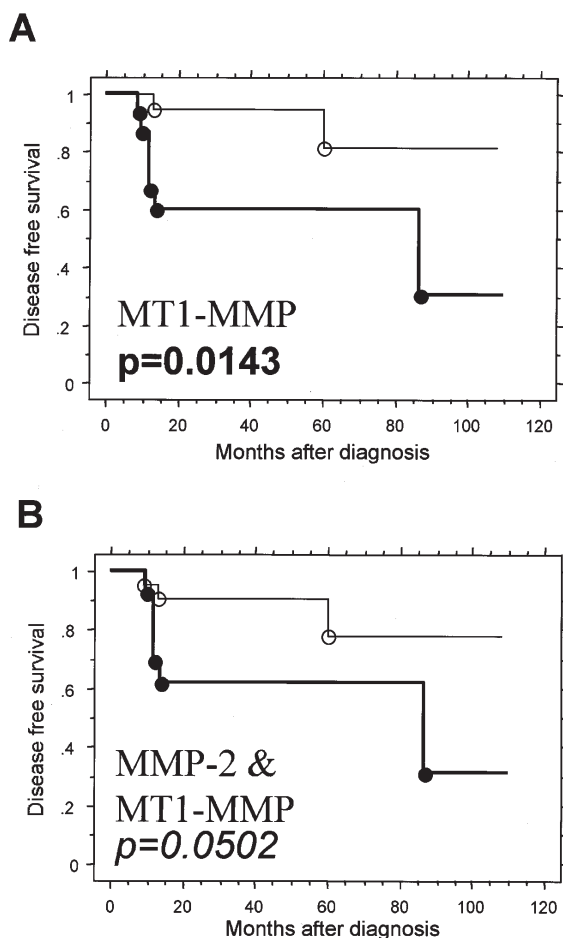 A
1
.8
.6
.4
.2
0
Disease free survival
MT1-MMP
p=0.0143
0 20 40 60 80 100 120
Months after diagnosis
B
1
.8
.6
.4
.2
0
Disease free survival
MMP-2 &
MT1-MMP
p=0.0502
0 20 40 60 80 100 120
Months after diagnosis